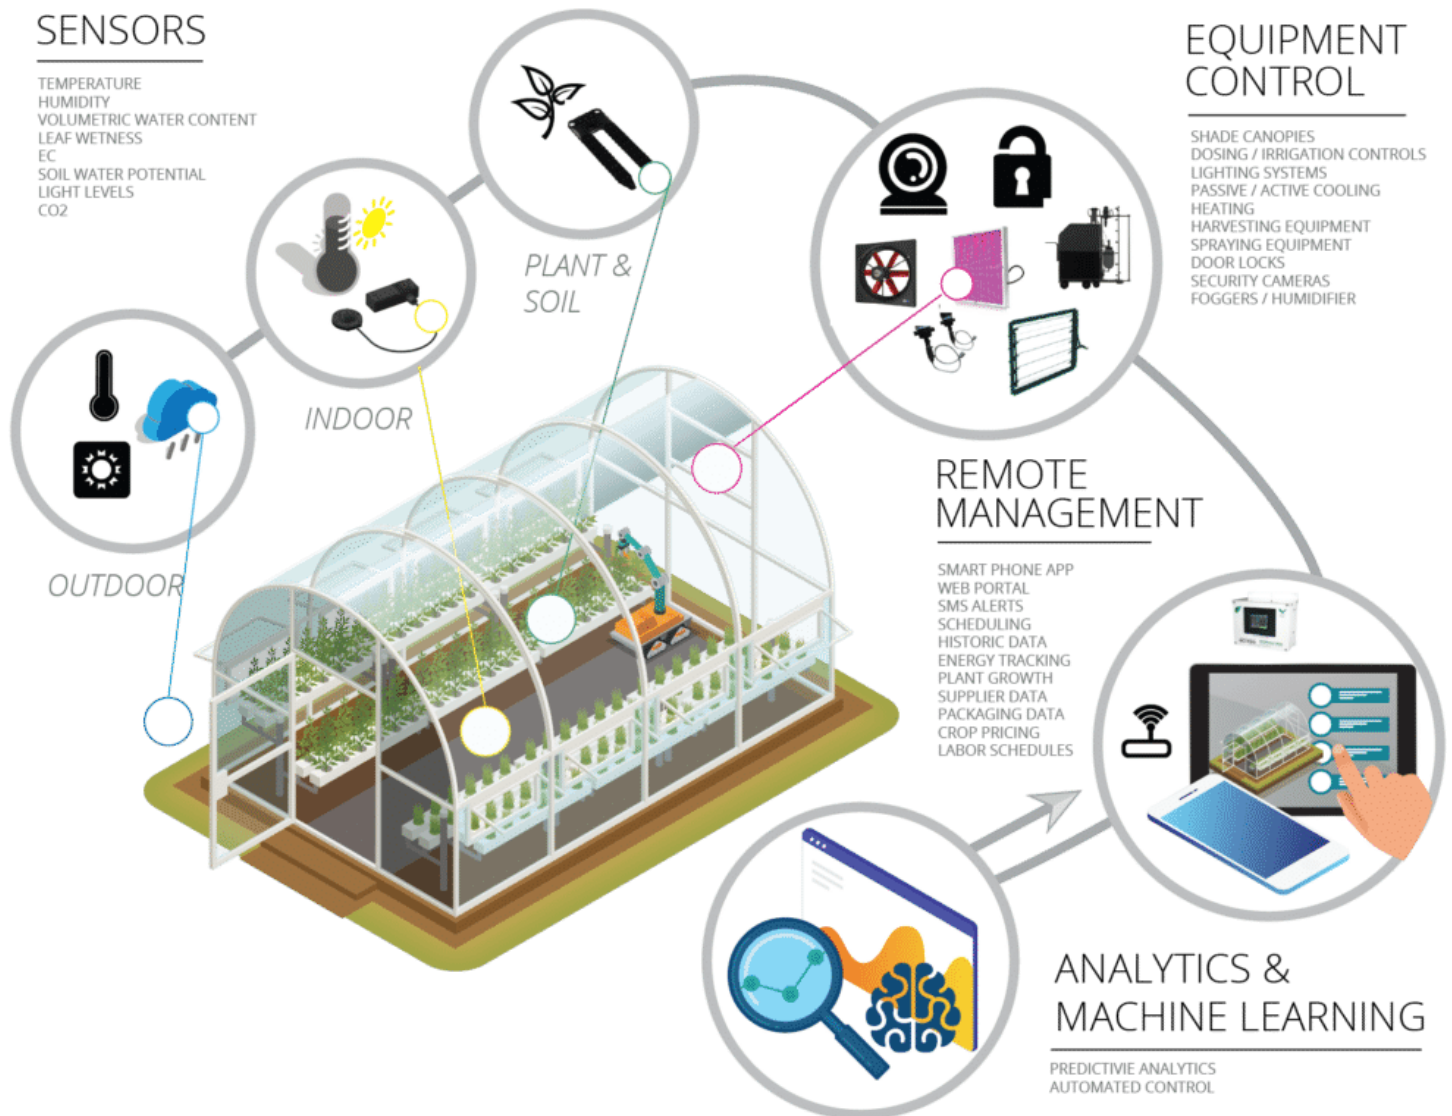 SENSORS
TEMPERATURE
HUMIDITY
VOLUMETRIC WATER CONTENT
LEAF WETNESS
EC
SOIL WATER POTENTIAL
LIGHT LEVELS
CO2
OUTDOOR
INDOOR
PLANT &
SOIL
EQUIPMENT
CONTROL
SHADE CANOPIES
DOSING / IRRIGATION CONTROLS
LIGHTING SYSTEMS
PASSIVE / ACTIVE COOLING
HEATING
HARVESTING EQUIPMENT
SPRAYING EQUIPMENT
DOOR LOCKS
SECURITY CAMERAS
FOGGERS / HUMIDIFIER
REMOTE
MANAGEMENT
SMART PHONE APP
WEB PORTAL
SMS ALERTS
SCHEDULING
HISTORIC DATA
ENERGY TRACKING
PLANT GROWTH
SUPPLIER DATA
PACKAGING DATA
CROP PRICING
LABOR SCHEDULES
ANALYTICS &
MACHINE LEARNING
PREDICTIVIE ANALYTICS
AUTOMATED CONTROL